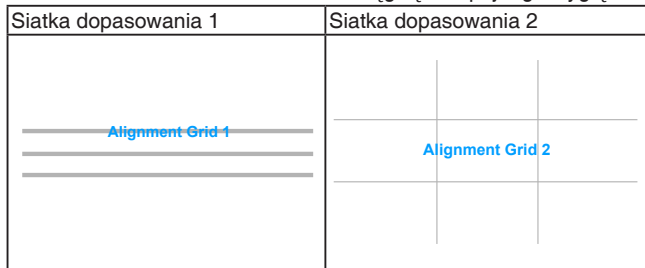 Siatka dopasowania 1
Siatka dopasowania 2
Alignment Grid 1
Alignment Grid 2